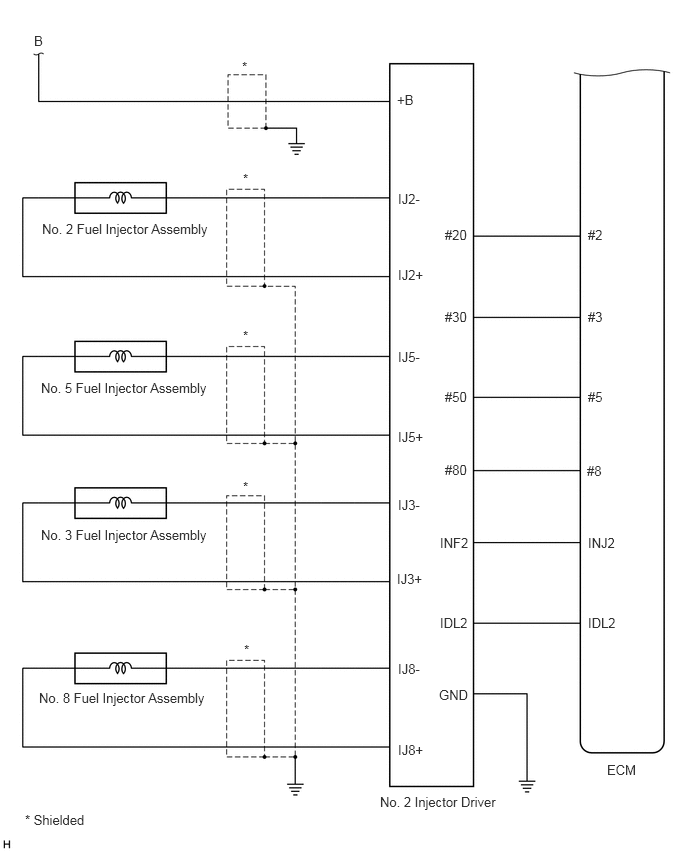 B
*
+B
*
IJ2-
No. 2 Fuel Injector Assembly
#20
#2
IJ2+
#30
#3
*
IJ5-
No. 5 Fuel Injector Assembly
#50
#5
IJ5+
#80
#8
*
IJ3-
No. 3 Fuel Injector Assembly
INF2
INJ2
IJ3+
IDL2
IDL2
*
IJ8-
No. 8 Fuel Injector Assembly
GND
IJ8+
ECM
No. 2 Injector Driver
* Shielded
H